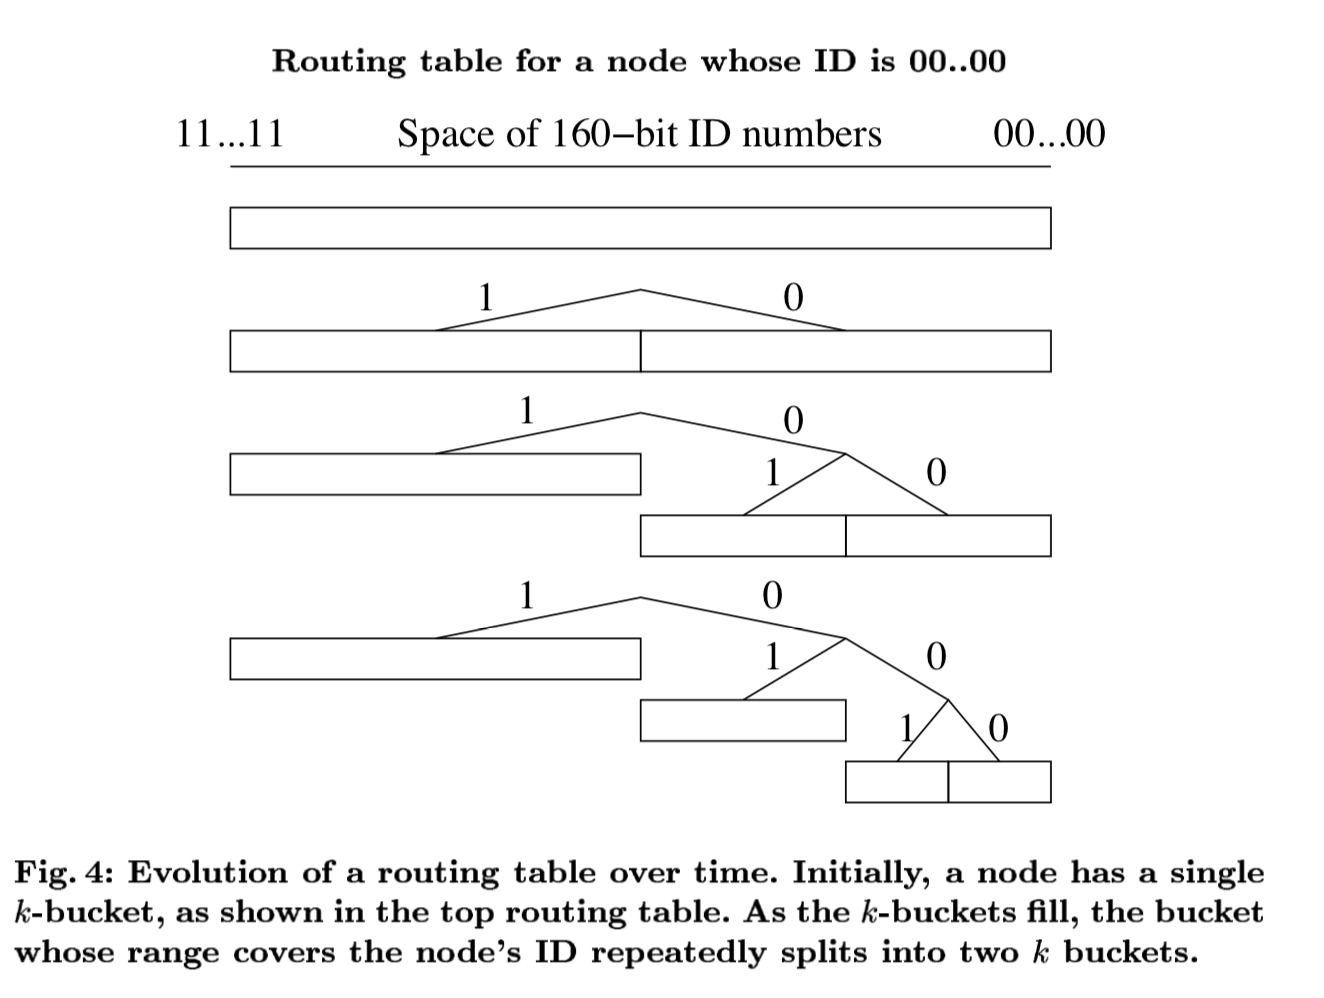 Routing table for a node whose ID is 00..00
11...11 Space of 160–bit ID numbers 00...00
1 0
1 0
1 0
1 0
1 0
1 0
Fig. 4: Evolution of a routing table over time. Initially, a node has a single
k-bucket, as shown in the top routing table. As the k-buckets fill, the bucket
whose range covers the node's ID repeatedly splits into two k buckets.